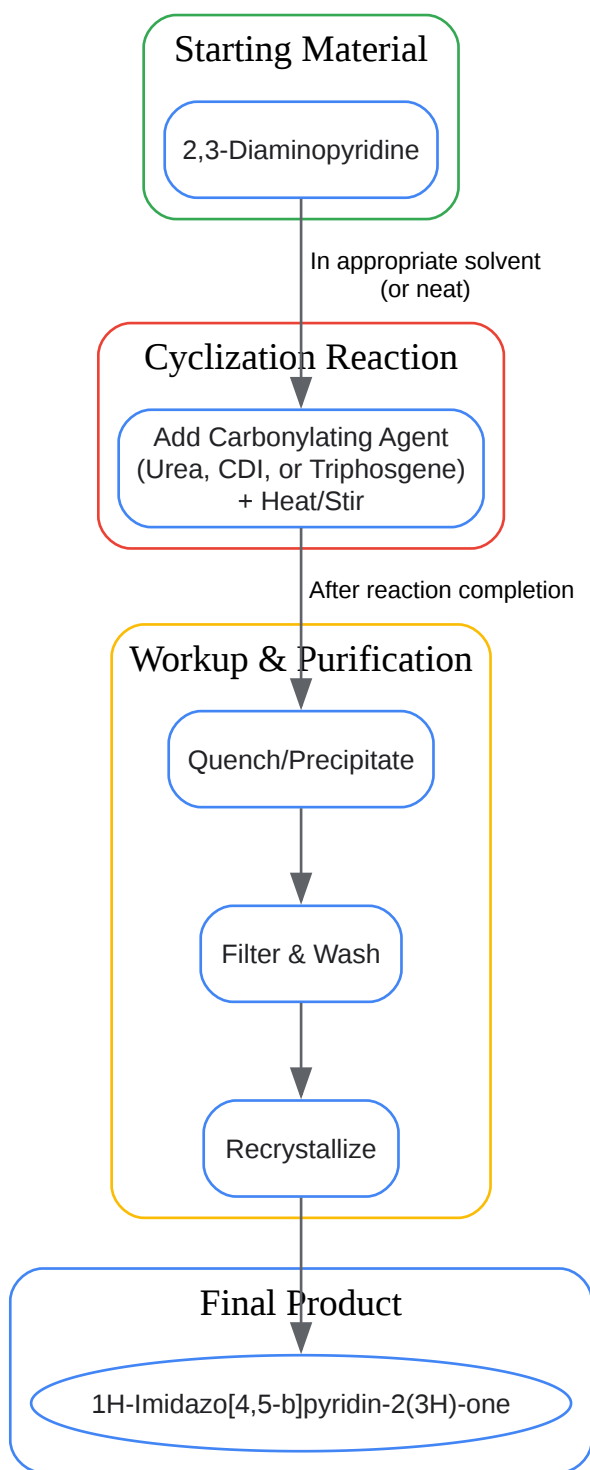 Starting Material
2,3-Diaminopyridine
In appropriate solvent
(or neat)
Cyclization Reaction
Add Carbonylating Agent
(Urea, CDI, or Triphosgene)
+ Heat/Stir
After reaction completion
Workup & Purification
Quench/Precipitate
Filter & Wash
Recrystallize
Final Product
1H-Imidazo[4,5-b]pyridin-2(3H)-one